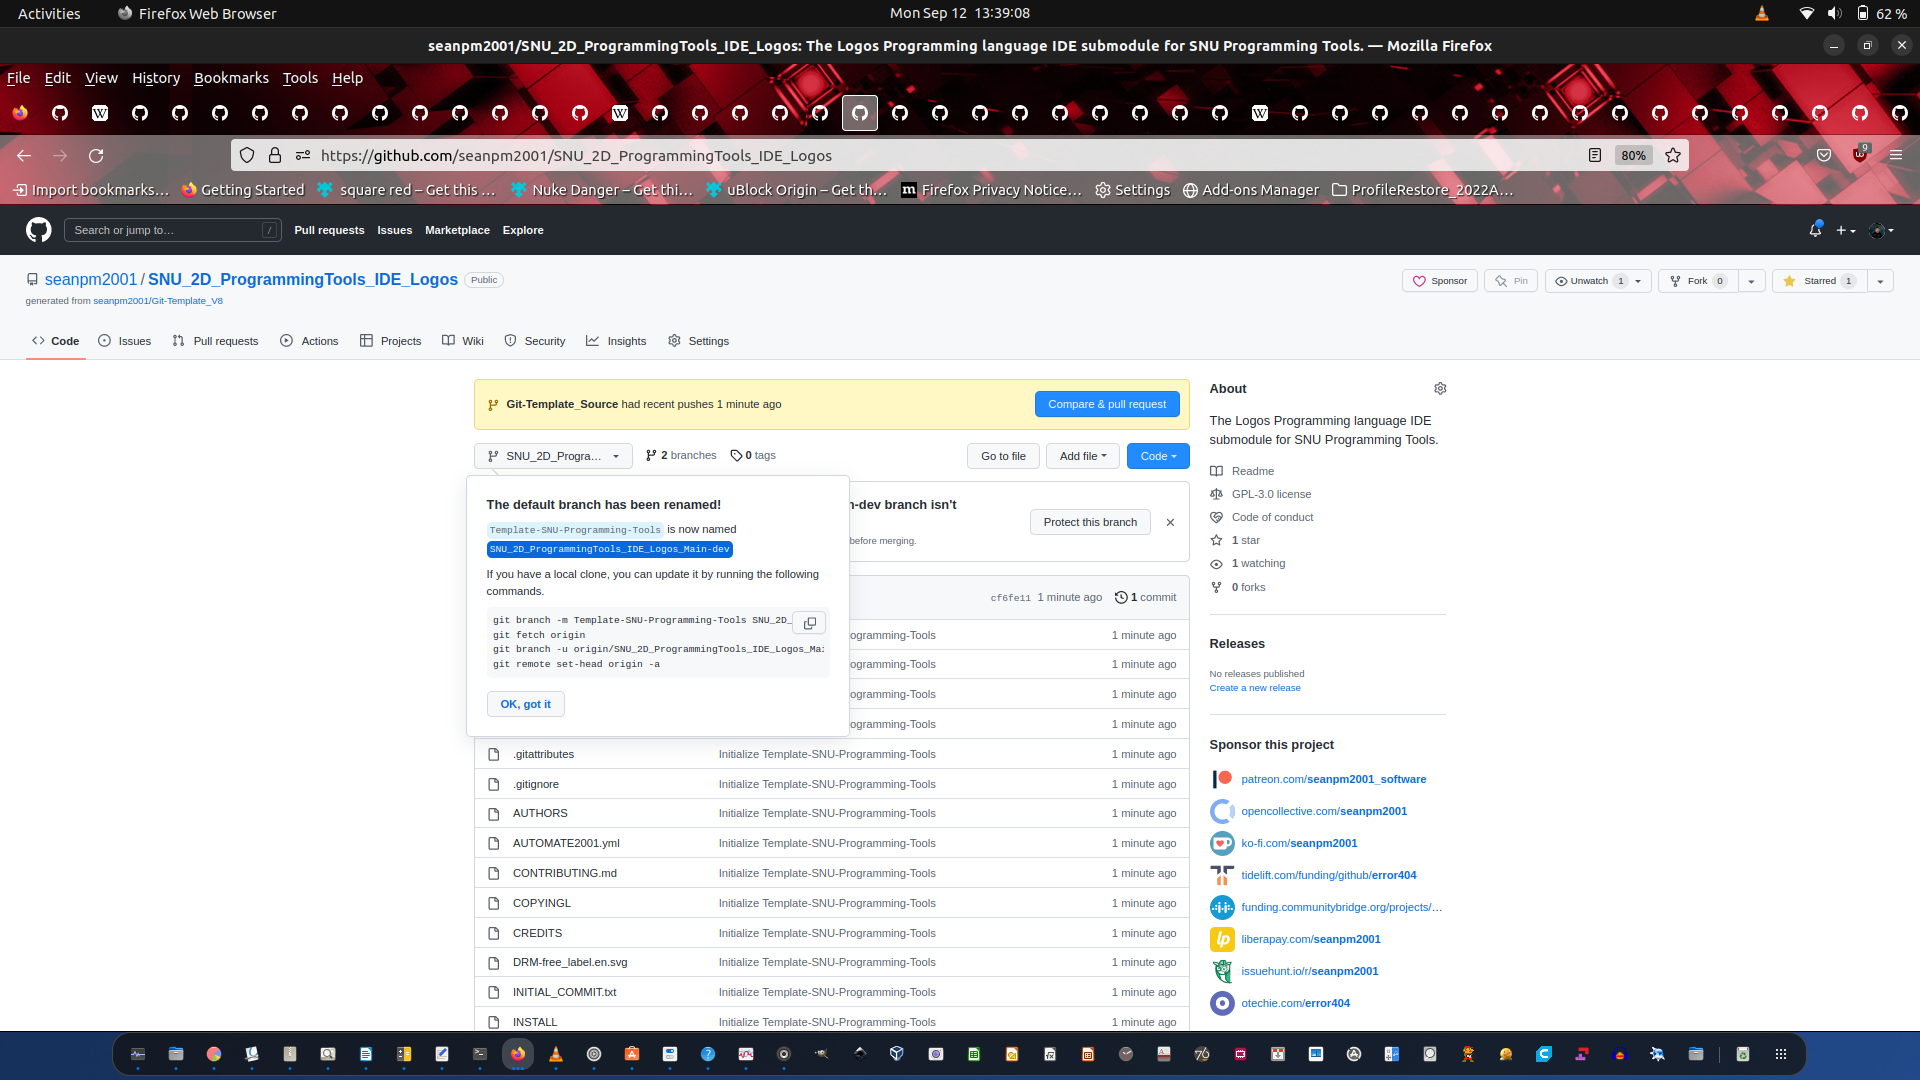 Activities
Firefox Web Browser
Mon Sep 12 13:39:08
62 %
seanpm2001/SNU_2D_ProgrammingTools_IDE_Logos: The Logos Programming language IDE submodule for SNU Programming Tools. — Mozilla Firefox
File Edit View History Bookmarks Tools Help
https://github.com/seanpm2001/SNU_2D_ProgrammingTools_IDE_Logos
80%
9
Import bookmarks… Getting Started square red – Get this … Nuke Danger – Get thi… uBlock Origin – Get th… Firefox Privacy Notice… Settings Add-ons Manager ProfileRestore_2022A…
Search or jump to… /
Pull requests Issues Marketplace Explore
seanpm2001 / SNU_2D_ProgrammingTools_IDE_Logos Public
generated from seanpm2001/Git-Template_V8
Sponsor Pin Unwatch 1 Fork 0 Starred 1
Code Issues Pull requests Actions Projects Wiki Security Insights Settings
Git-Template_Source had recent pushes 1 minute ago
Compare & pull request
SNU_2D_Progra… 2 branches 0 tags
Go to file Add file Code
The default branch has been renamed!
Template-SNU-Programming-Tools is now named
SNU_2D_ProgrammingTools_IDE_Logos_Main-dev
If you have a local clone, you can update it by running the following
commands.
git branch -m Template-SNU-Programming-Tools SNU_2D_
git fetch origin
git branch -u origin/SNU_2D_ProgrammingTools_IDE_Logos_Mai
git remote set-head origin -a
OK, got it
n-dev branch isn't
before merging.
Protect this branch
cf6fe11 1 minute ago 1 commit
ogramming-Tools 1 minute ago
ogramming-Tools 1 minute ago
ogramming-Tools 1 minute ago
ogramming-Tools 1 minute ago
.gitattributes Initialize Template-SNU-Programming-Tools 1 minute ago
.gitignore Initialize Template-SNU-Programming-Tools 1 minute ago
AUTHORS Initialize Template-SNU-Programming-Tools 1 minute ago
AUTOMATE2001.yml Initialize Template-SNU-Programming-Tools 1 minute ago
CONTRIBUTING.md Initialize Template-SNU-Programming-Tools 1 minute ago
COPYINGL Initialize Template-SNU-Programming-Tools 1 minute ago
CREDITS Initialize Template-SNU-Programming-Tools 1 minute ago
DRM-free_label.en.svg Initialize Template-SNU-Programming-Tools 1 minute ago
INITIAL_COMMIT.txt Initialize Template-SNU-Programming-Tools 1 minute ago
INSTALL Initialize Template-SNU-Programming-Tools 1 minute ago
About
The Logos Programming language IDE
submodule for SNU Programming Tools.
Readme
GPL-3.0 license
Code of conduct
1 star
1 watching
0 forks
Releases
No releases published
Create a new release
Sponsor this project
patreon.com/seanpm2001_software
opencollective.com/seanpm2001
ko-fi.com/seanpm2001
tidelift.com/funding/github/error404
funding.communitybridge.org/projects/…
liberapay.com/seanpm2001
issuehunt.io/r/seanpm2001
otechie.com/error404